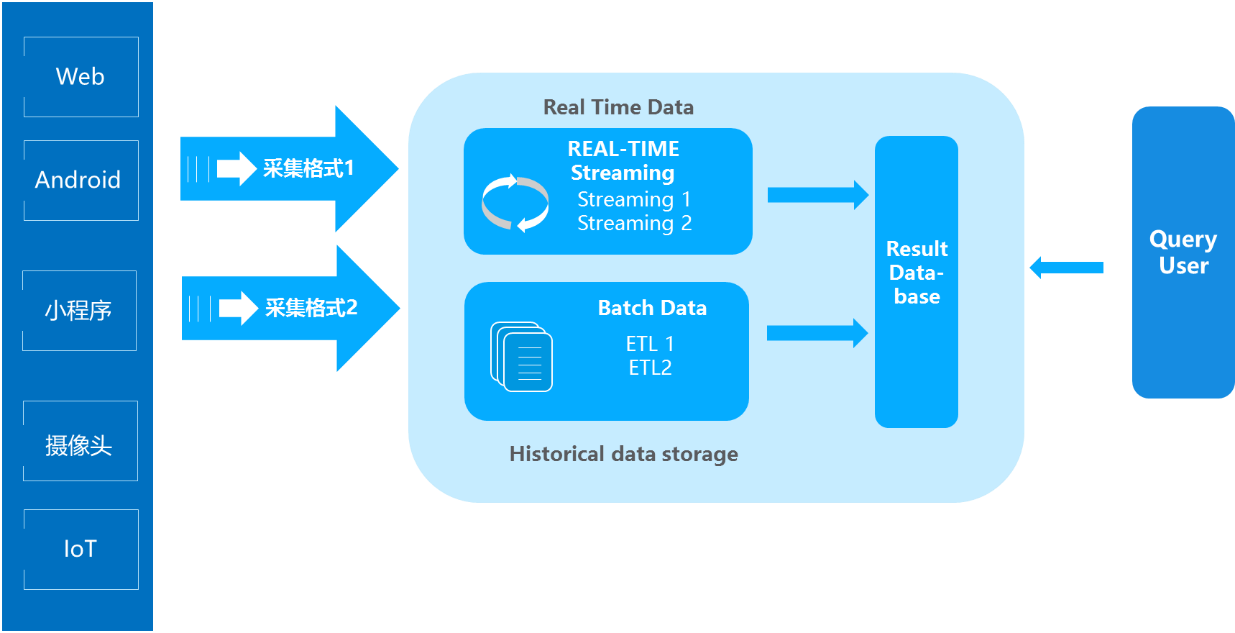 Web
Android
小程序
摄像头
IoT
采集格式1
采集格式2
Real Time Data
REAL-TIME
Streaming
Streaming 1
Streaming 2
Batch Data
ETL 1
ETL2
Historical data storage
Result
Data-
base
Query
User